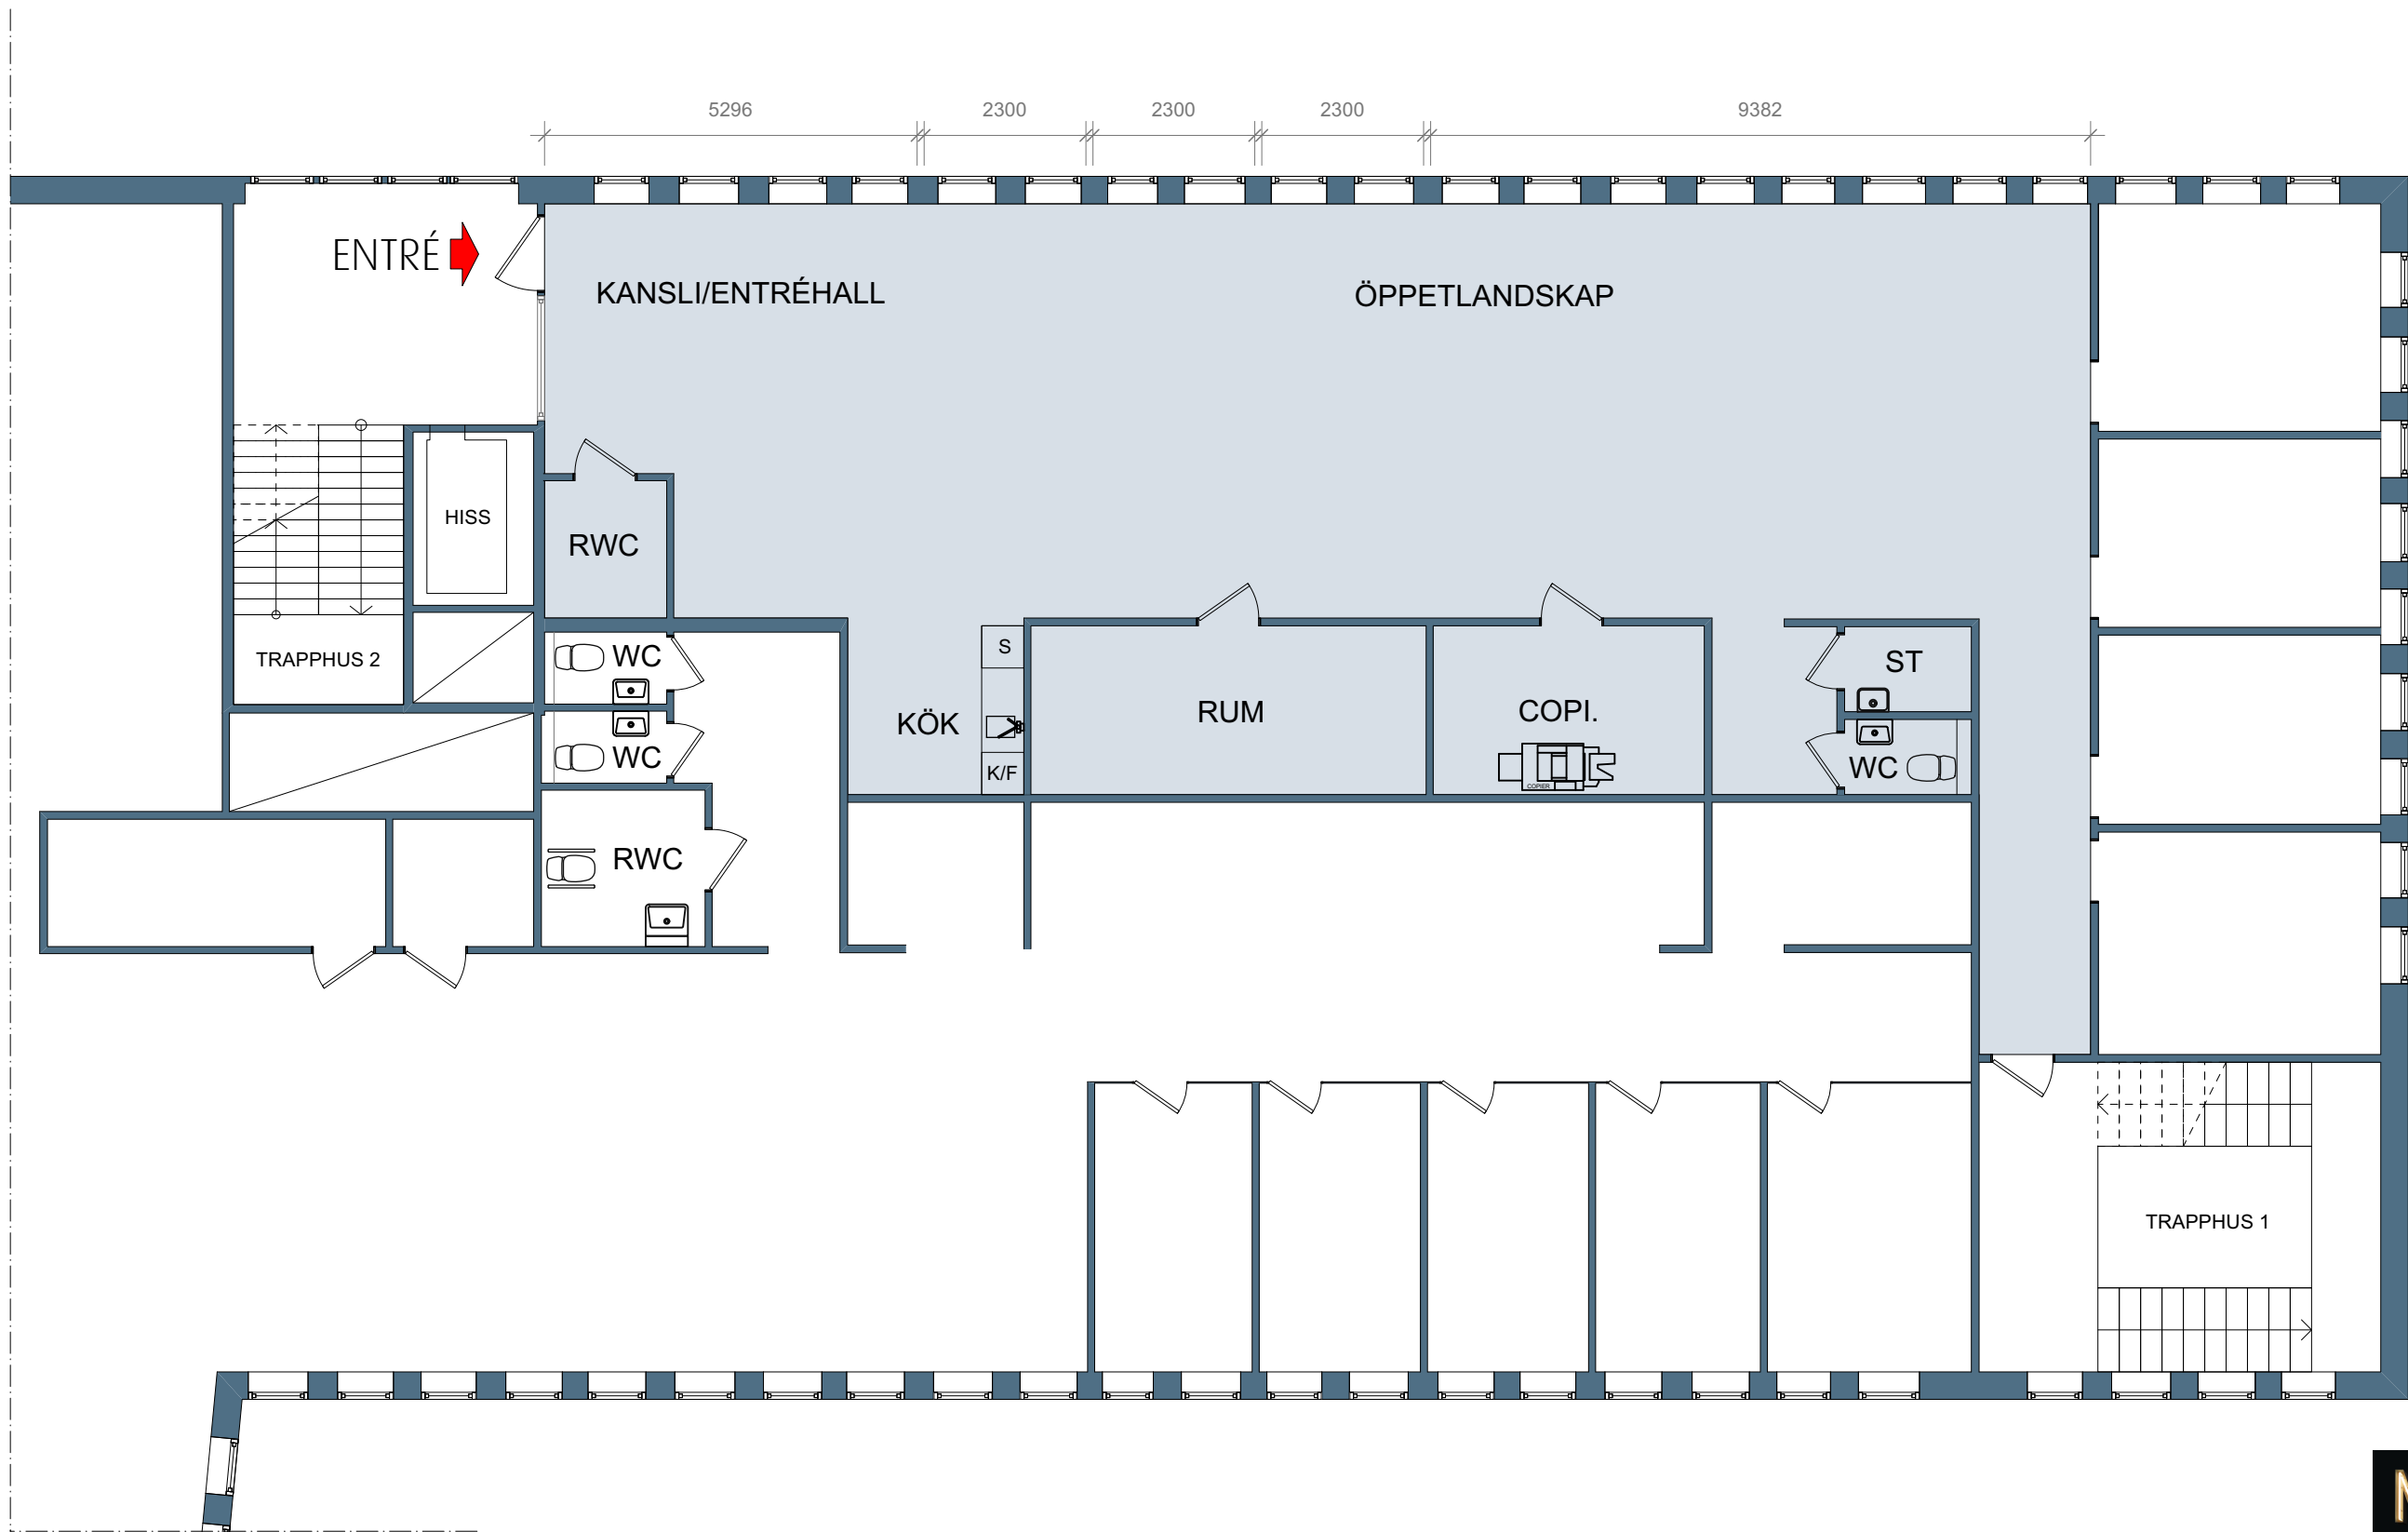 5296 2300 2300 2300 9382
ENTRÉ
KANSLI/ENTRÉHALL
ÖPPETLANDSKAP
HISS
RWC
TRAPPHUS 2
WC
WC
RWC
KÖK
S
K/F
RUM
COPI.
COPIER
ST
WC
TRAPPHUS 1